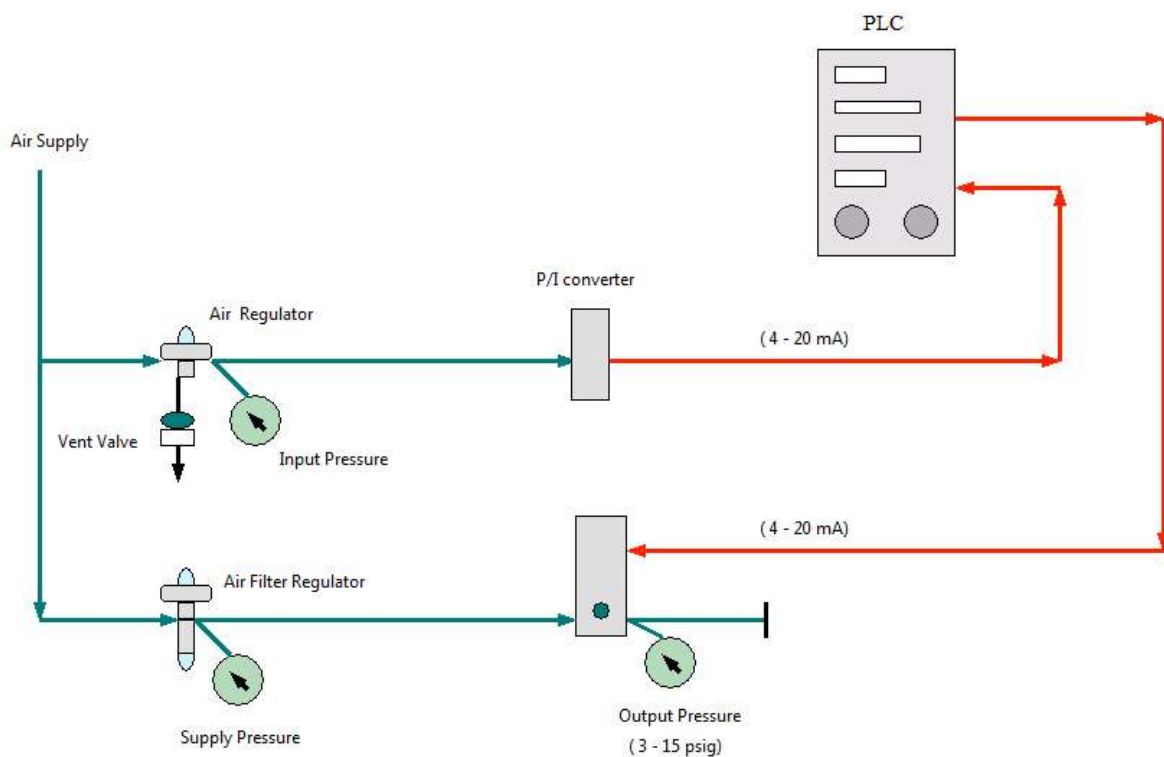 PLC
Air Supply
P/I converter
Air Regulator
( 4 - 20 mA)
Vent Valve
Input Pressure
( 4 - 20 mA)
Air Filter Regulator
Output Pressure
( 3 - 15 psig)
Supply Pressure